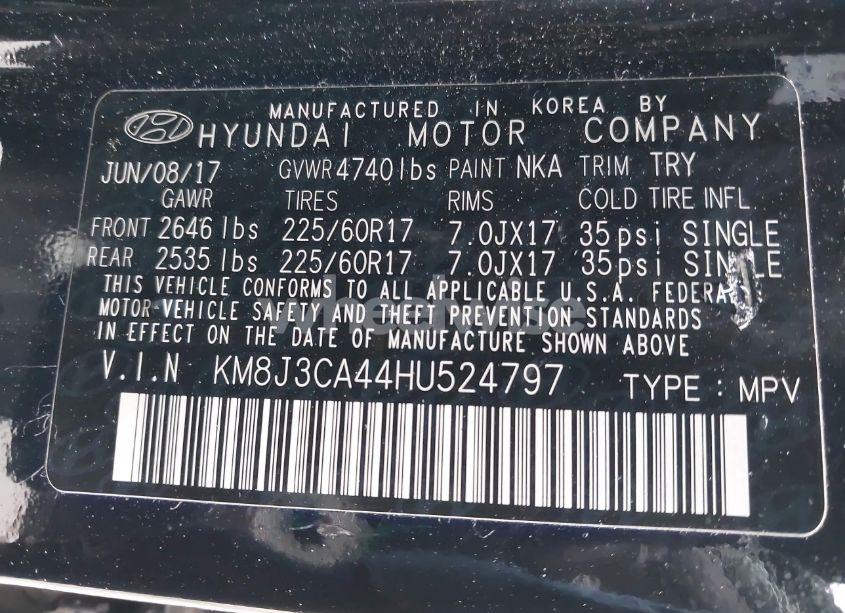 MANUFACTURED IN KOREA BY
HYUNDAI MOTOR COMPANY
JUN/08/17 GVWR 4740 lbs PAINT NKA TRIM TRY
GAWR TIRES RIMS COLD TIRE INFL
FRONT 2646 lbs 225/60R17 7.0JX17 35psi SINGLE
REAR 2535 lbs 225/60R17 7.0JX17 35psi SINGLE
THIS VEHICLE CONFORMS TO ALL APPLICABLE U.S.A. FEDERAL
MOTOR-VEHICLE SAFETY AND THEFT PREVENTION STANDARDS
IN EFFECT ON THE DATE OF MANUFACTURE SHOWN ABOVE
V.I.N KM8J3CA44HU524797 TYPE : MPV